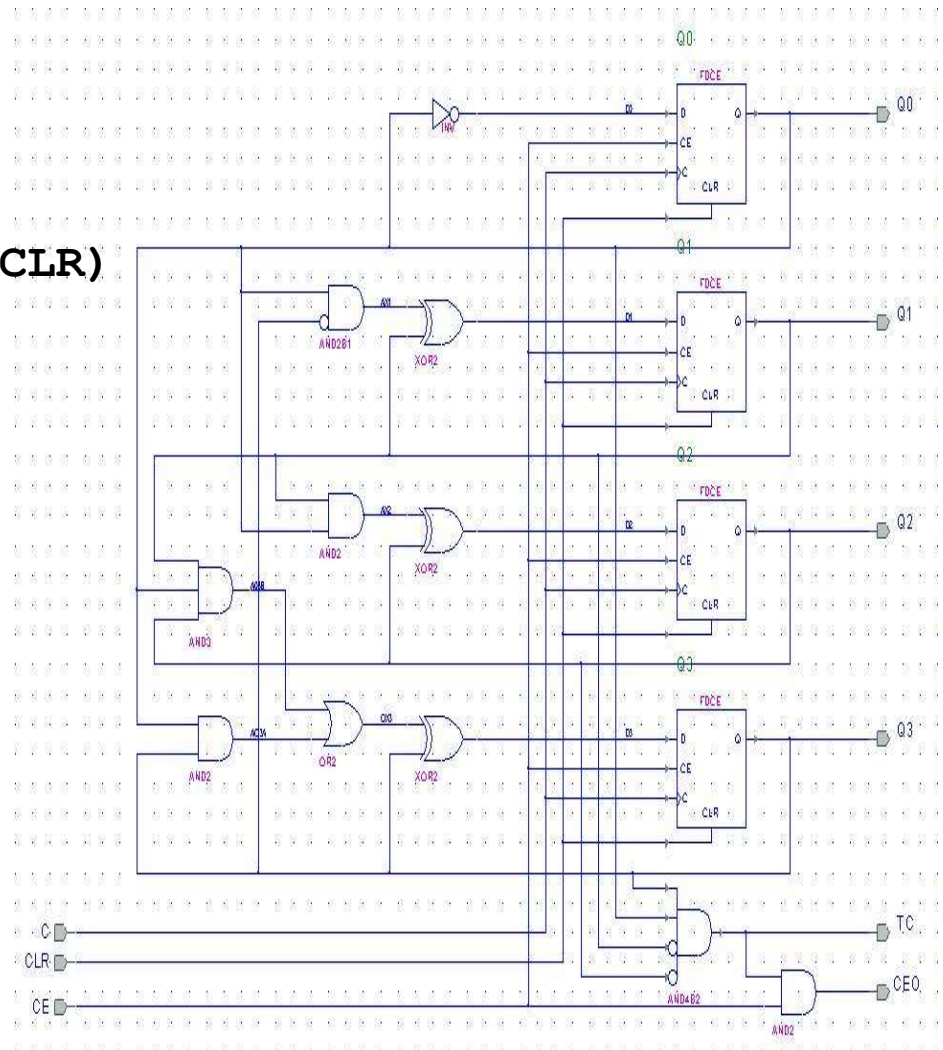 Q0
FDCE
D0
D
Q
Q0
INV
CE
C
CLR
CLR)
Q1
FDCE
AX1
D1
D
Q
Q1
AND2B1
XOR2
CE
C
CLR
Q2
FDCE
AX2
D2
D
Q
Q2
AND2
XOR2
CE
C
CLR
AND3
Q3
FDCE
OX3
D3
D
Q
Q3
AND2
OR2
XOR2
CE
C
CLR
C
TC
CLR
CEO
AND4B2
CE
AND2